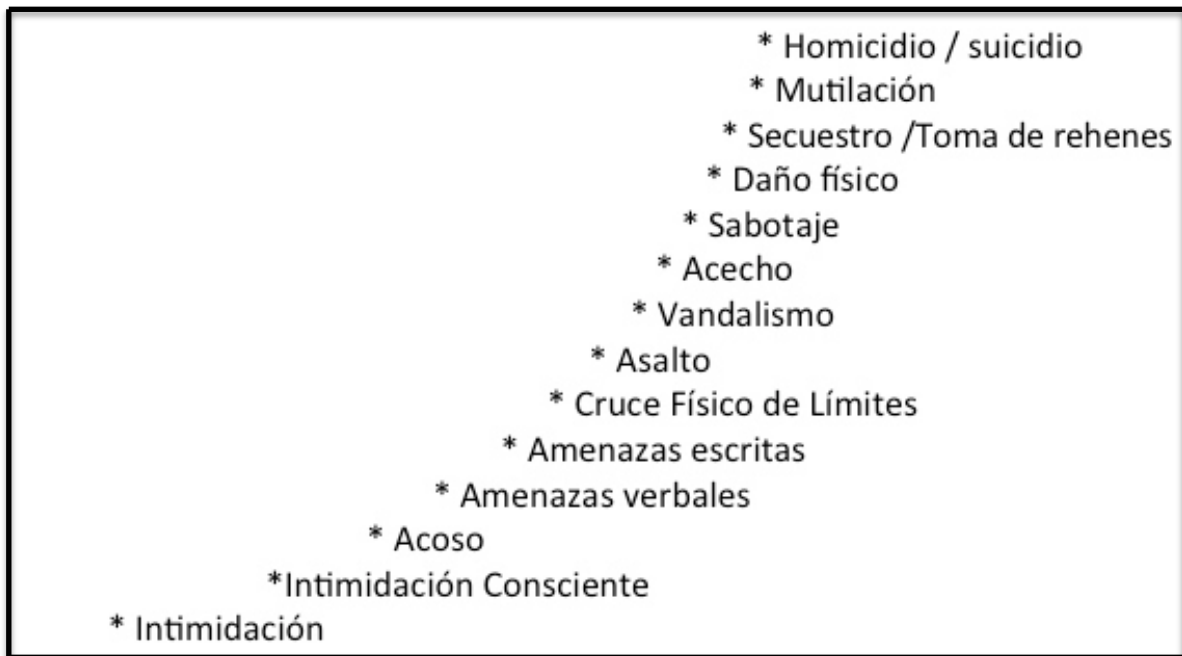 * Homicidio / suicidio
* Mutilación
* Secuestro /Toma de rehenes
* Daño físico
* Sabotaje
* Acecho
* Vandalismo
* Asalto
* Cruce Físico de Límites
* Amenazas escritas
* Amenazas verbales
* Acoso
*Intimidación Consciente
* Intimidación